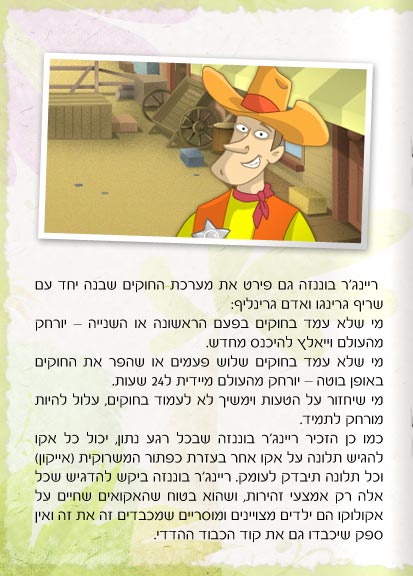 ריינג'ר בוננזה גם פירט את מערכת החוקים שבנה יחד עם
שריף גרינגו ואדם גרינליף:
מי שלא עמד בחוקים בפעם הראשונה או השנייה – יורחק
מהעולם וייאלץ להיכנס מחדש.
מי שלא עמד בחוקים שלוש פעמים או שהפר את החוקים
באופן בוטה – יורחק מהעולם מיידית ל24 שעות.
מי שיחזור על הטעות וימשיך לא לעמוד בחוקים, עלול להיות
מורחק לתמיד.
כמו כן הזכיר ריינג'ר בוננזה שבכל רגע נתון, יכול כל אקו
להגיש תלונה על אקו אחר בעזרת כפתור המשרוקית (אייקון)
וכל תלונה תיבדק לעומק. ריינג'ר בוננזה ביקש להדגיש שכל
אלה רק אמצעי זהירות, ושהוא בטוח שהאקואים שחיים על
אקולוקו הם ילדים מצויינים ומוסריים שמכבדים זה את זה ואין
ספק שיכבדו גם את קוד הכבוד ההדדי.